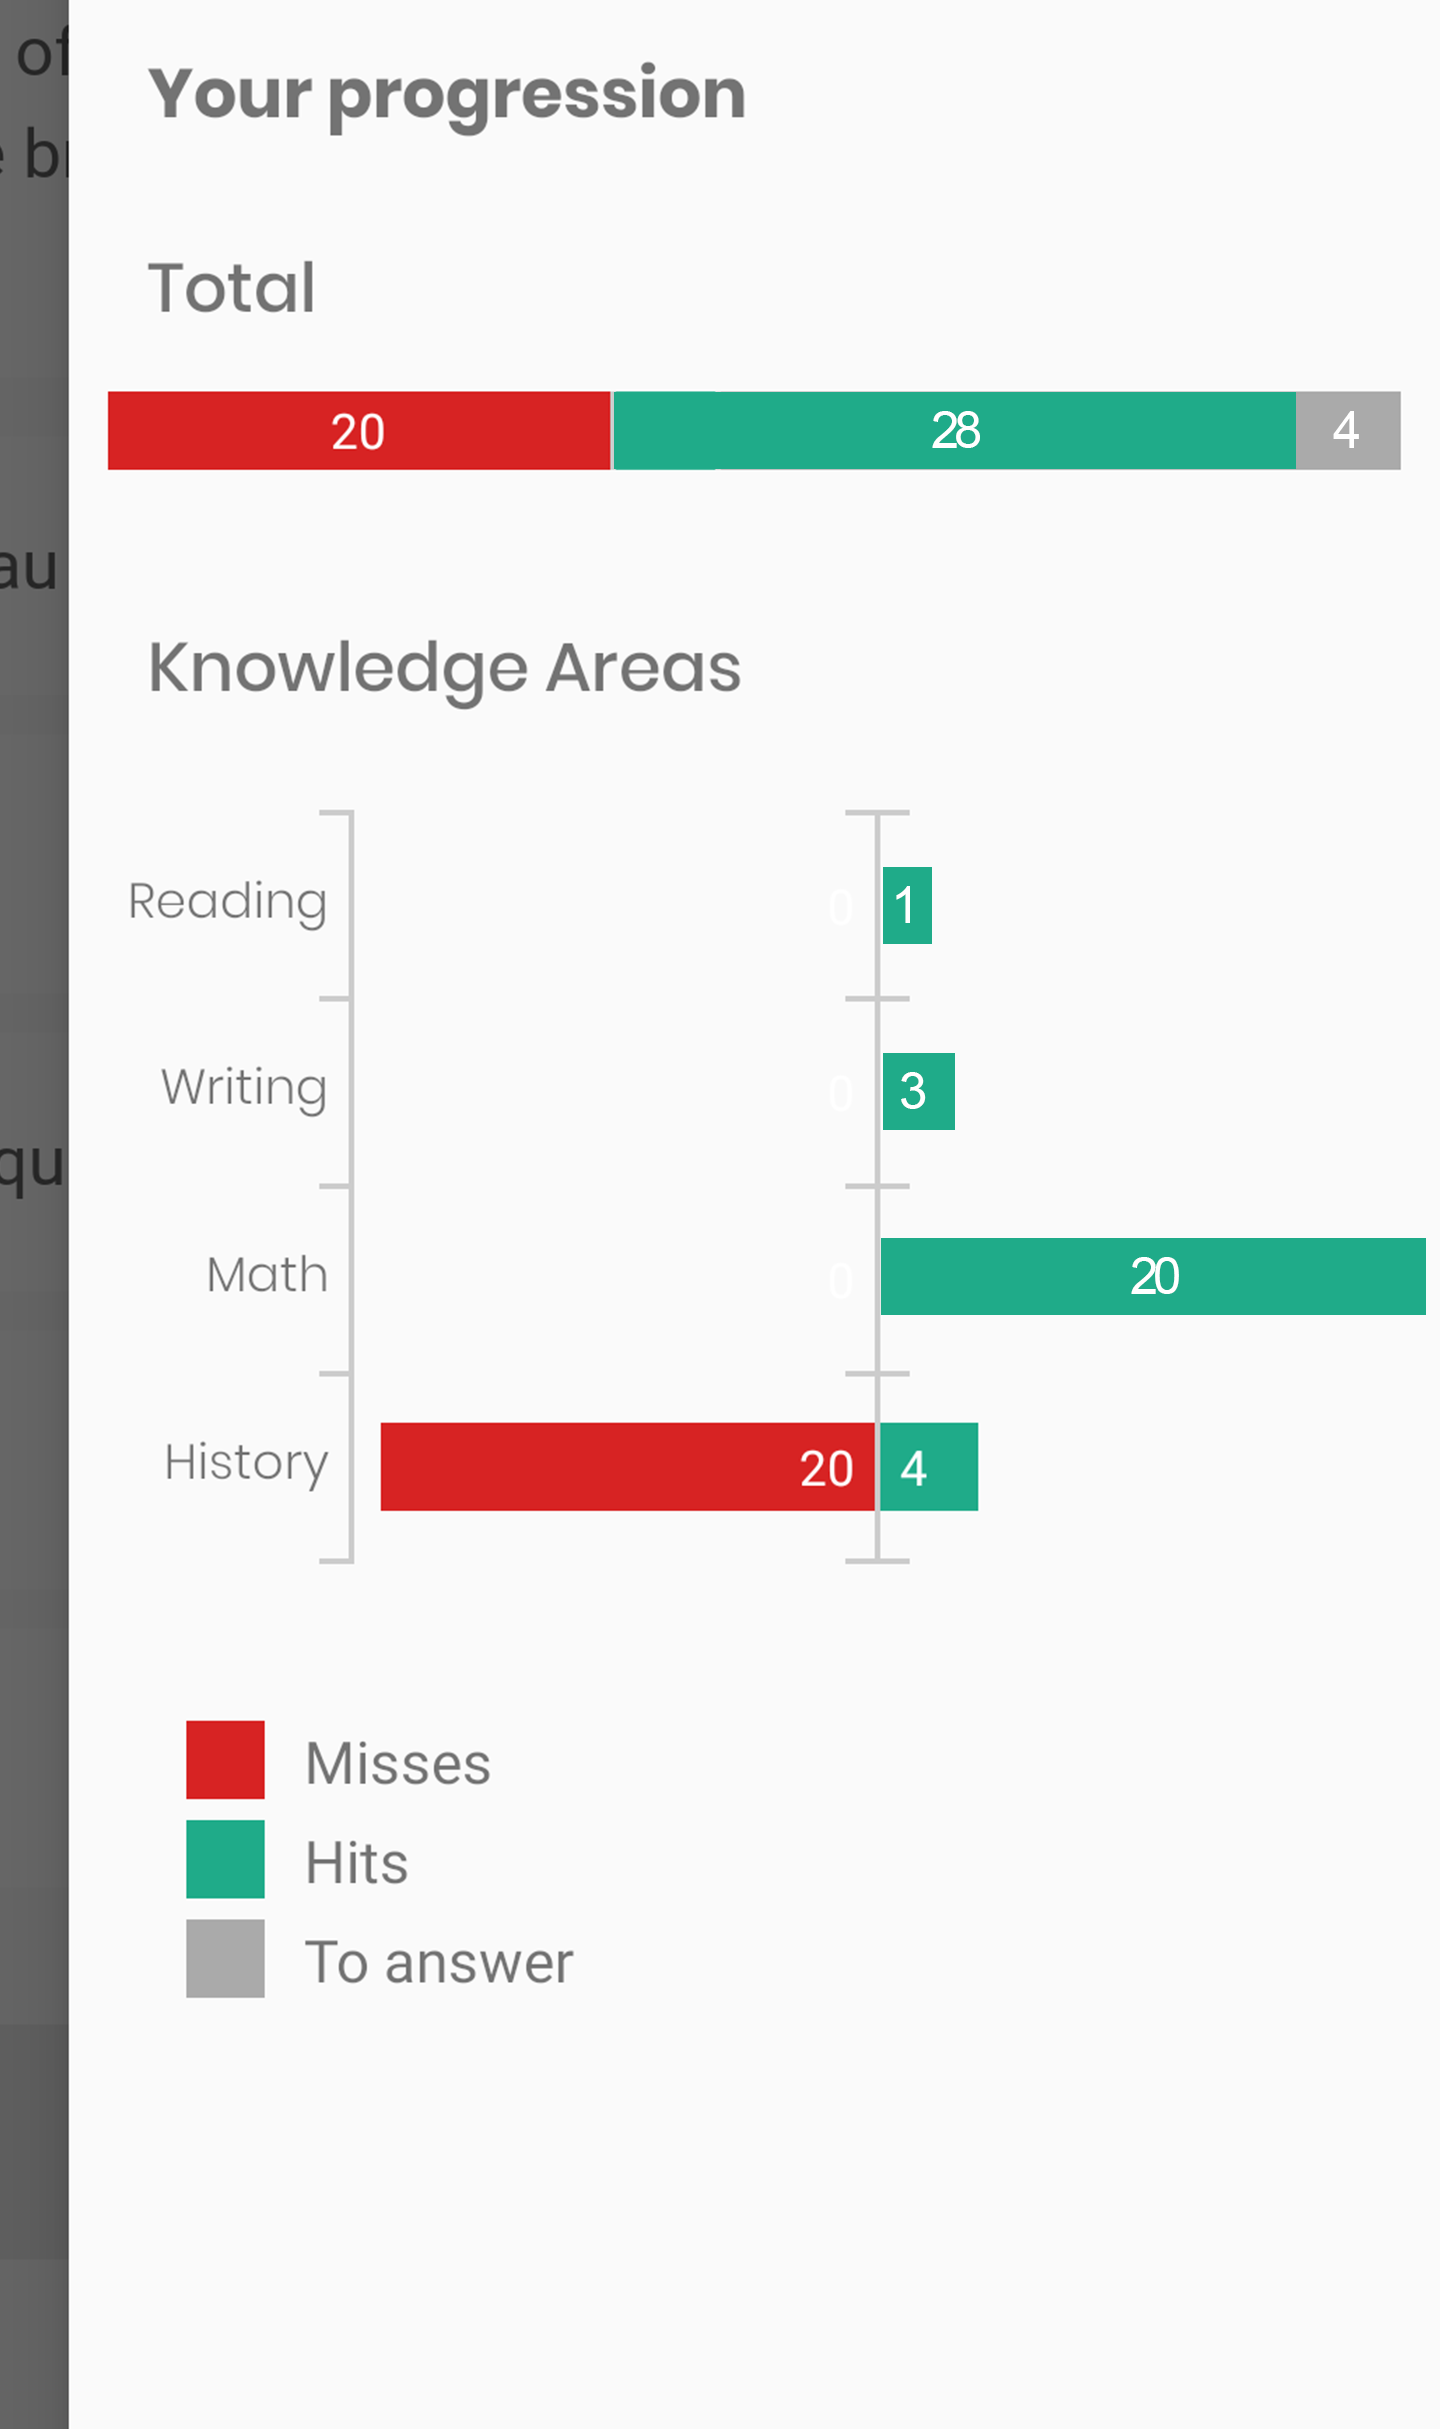 of
Your progression
e br
Total
20 28 4
au
Knowledge Areas
Reading 0 1
Writing 0 3
qu
Math 0 20
History 20 4
Misses
Hits
To answer